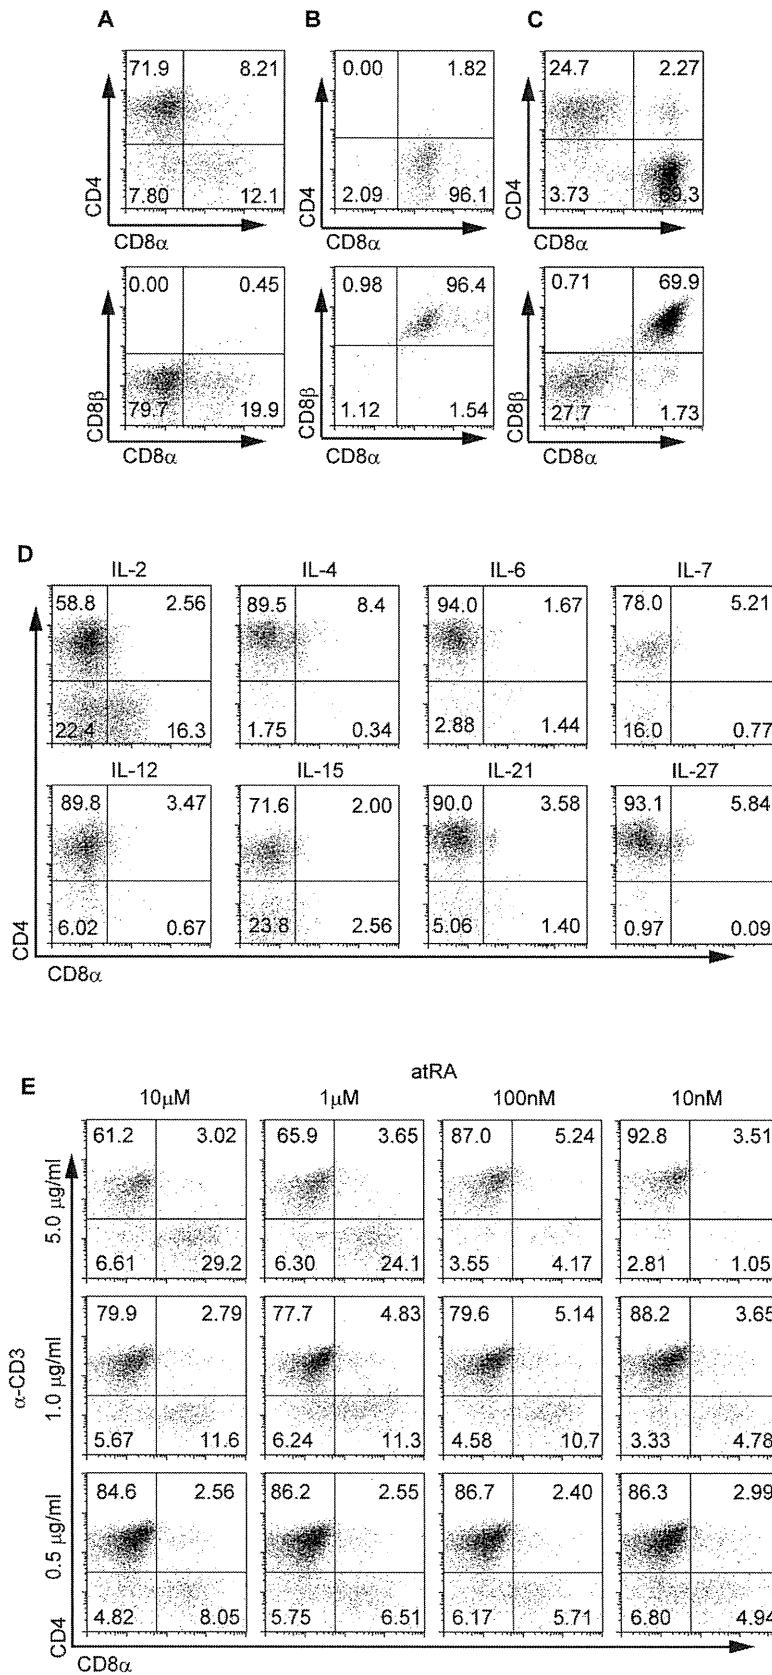 A B C
71.9 8.21 0.00 1.82 24.7 2.27
CD4 CD4 CD4
7.80 12.1 2.09 96.1 3.73 69.3
CD8α CD8α CD8α
0.00 0.45 0.98 96.4 0.71 69.9
CD8β CD8β CD8β
79.7 19.9 1.12 1.54 27.7 1.73
CD8α CD8α CD8α
D
IL-2 IL-4 IL-6 IL-7
58.8 2.56 89.5 8.4 94.0 1.67 78.0 5.21
22.4 16.3 1.75 0.34 2.88 1.44 16.0 0.77
IL-12 IL-15 IL-21 IL-27
89.8 3.47 71.6 2.00 90.0 3.58 93.1 5.84
6.02 0.67 23.8 2.56 5.06 1.40 0.97 0.09
CD4
CD8α
E
atRA
10μM 1μM 100nM 10nM
61.2 3.02 65.9 3.65 87.0 5.24 92.8 3.51
5.0 μg/ml
6.61 29.2 6.30 24.1 3.55 4.17 2.81 1.05
79.9 2.79 77.7 4.83 79.6 5.14 88.2 3.65
α-CD3
1.0 μg/ml
5.67 11.6 6.24 11.3 4.58 10.7 3.33 4.78
84.6 2.56 86.2 2.55 86.7 2.40 86.3 2.99
0.5 μg/ml
4.82 8.05 5.75 6.51 6.17 5.71 6.80 4.94
CD4
CD8α